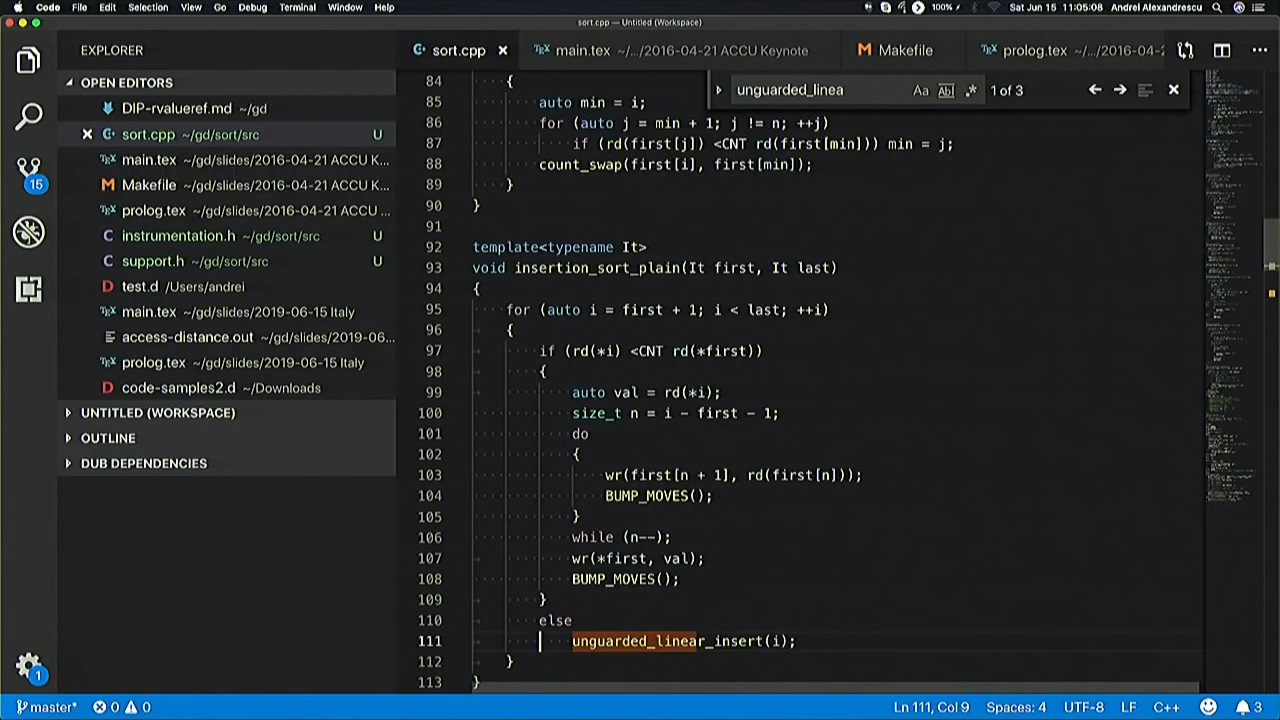 Code File Edit Selection View Go Debug Terminal Window Help 100% Sat Jun 15 11:05:08 Andrei Alexandrescu
sort.cpp — Untitled (Workspace)
EXPLORER
OPEN EDITORS
DIP-rvalueref.md ~/gd
sort.cpp ~/gd/sort/src U
main.tex ~/gd/slides/2016-04-21 ACCU K...
Makefile ~/gd/slides/2016-04-21 ACCU K...
prolog.tex ~/gd/slides/2016-04-21 ACCU ...
instrumentation.h ~/gd/sort/src U
support.h ~/gd/sort/src U
test.d /Users/andrei
main.tex ~/gd/slides/2019-06-15 Italy
access-distance.out ~/gd/slides/2019-06...
prolog.tex ~/gd/slides/2019-06-15 Italy
code-samples2.d ~/Downloads
UNTITLED (WORKSPACE)
OUTLINE
DUB DEPENDENCIES
15
1
sort.cpp main.tex ~/.../2016-04-21 ACCU Keynote Makefile prolog.tex ~/.../2016-04-2
unguarded_linea Aa Abl .* 1 of 3
84 {
85 auto min = i;
86 for (auto j = min + 1; j != n; ++j)
87 if (rd(first[j]) <CNT rd(first[min])) min = j;
88 count_swap(first[i], first[min]);
89 }
90 }
91
92 template<typename It>
93 void insertion_sort_plain(It first, It last)
94 {
95 for (auto i = first + 1; i < last; ++i)
96 {
97 if (rd(*i) <CNT rd(*first))
98 {
99 auto val = rd(*i);
100 size_t n = i - first - 1;
101 do
102 {
103 wr(first[n + 1], rd(first[n]));
104 BUMP_MOVES();
105 }
106 while (n--);
107 wr(*first, val);
108 BUMP_MOVES();
109 }
110 else
111 unguarded_linear_insert(i);
112 }
113 }
master* 0 0 Ln 111, Col 9 Spaces: 4 UTF-8 LF C++ 3